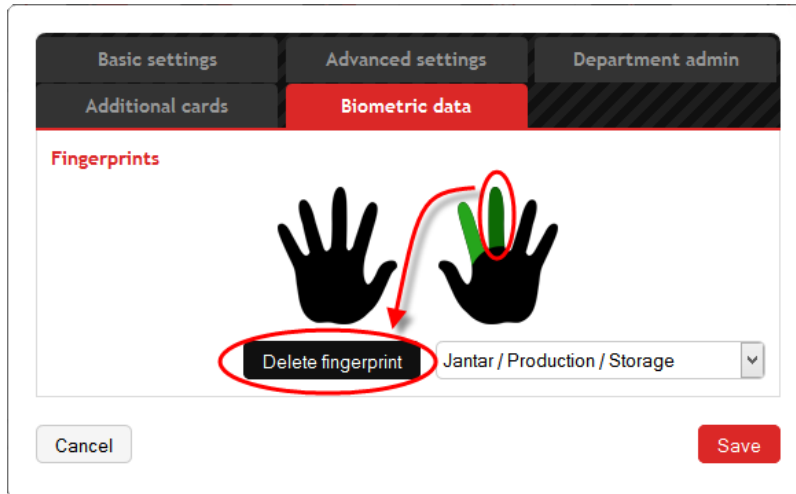 Basic settings
Advanced settings
Department admin
Additional cards
Biometric data
Fingerprints
Delete fingerprint
Jantar / Production / Storage
Cancel
Save